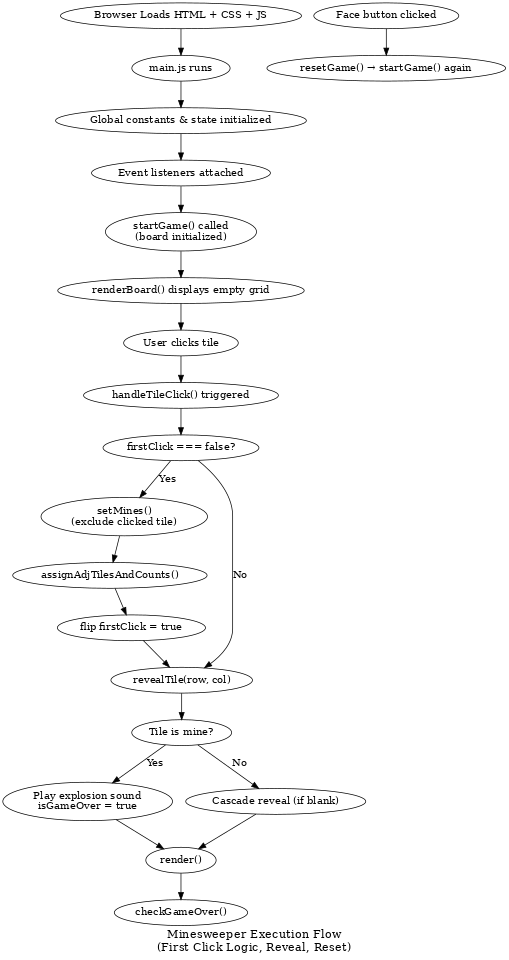 Browser Loads HTML + CSS + JS
Face button clicked
main.js runs
resetGame() → startGame() again
Global constants & state initialized
Event listeners attached
startGame() called
(board initialized)
renderBoard() displays empty grid
User clicks tile
handleTileClick() triggered
firstClick === false?
Yes
setMines()
(exclude clicked tile)
assignAdjTilesAndCounts()
No
flip firstClick = true
revealTile(row, col)
Tile is mine?
Yes
No
Play explosion sound
isGameOver = true
Cascade reveal (if blank)
render()
checkGameOver()
Minesweeper Execution Flow
(First Click Logic, Reveal, Reset)